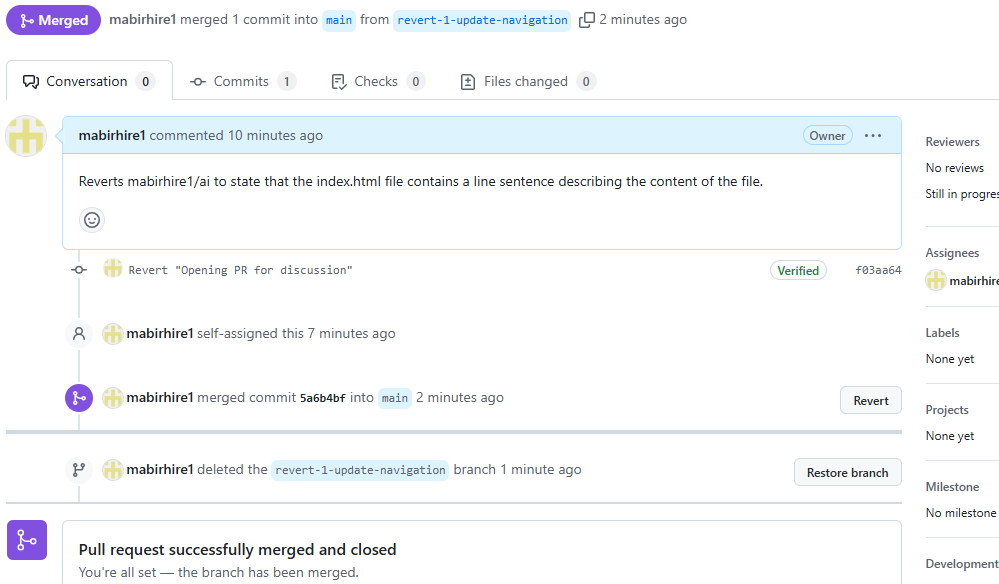 Merged mabirhire1 merged 1 commit into main from revert-1-update-navigation 2 minutes ago
Conversation 0 Commits 1 Checks 0 Files changed 0
mabirhire1 commented 10 minutes ago Owner ...
Reverts mabirhire1/ai to state that the index.html file contains a line sentence describing the content of the file.
Revert "Opening PR for discussion" Verified f03aa64
mabirhire1 self-assigned this 7 minutes ago
mabirhire1 merged commit 5a6b4bf into main 2 minutes ago Revert
mabirhire1 deleted the revert-1-update-navigation branch 1 minute ago Restore branch
Pull request successfully merged and closed
You're all set — the branch has been merged.
Reviewers
No reviews
Still in progres
Assignees
mabirhire
Labels
None yet
Projects
None yet
Milestone
No milestone
Development